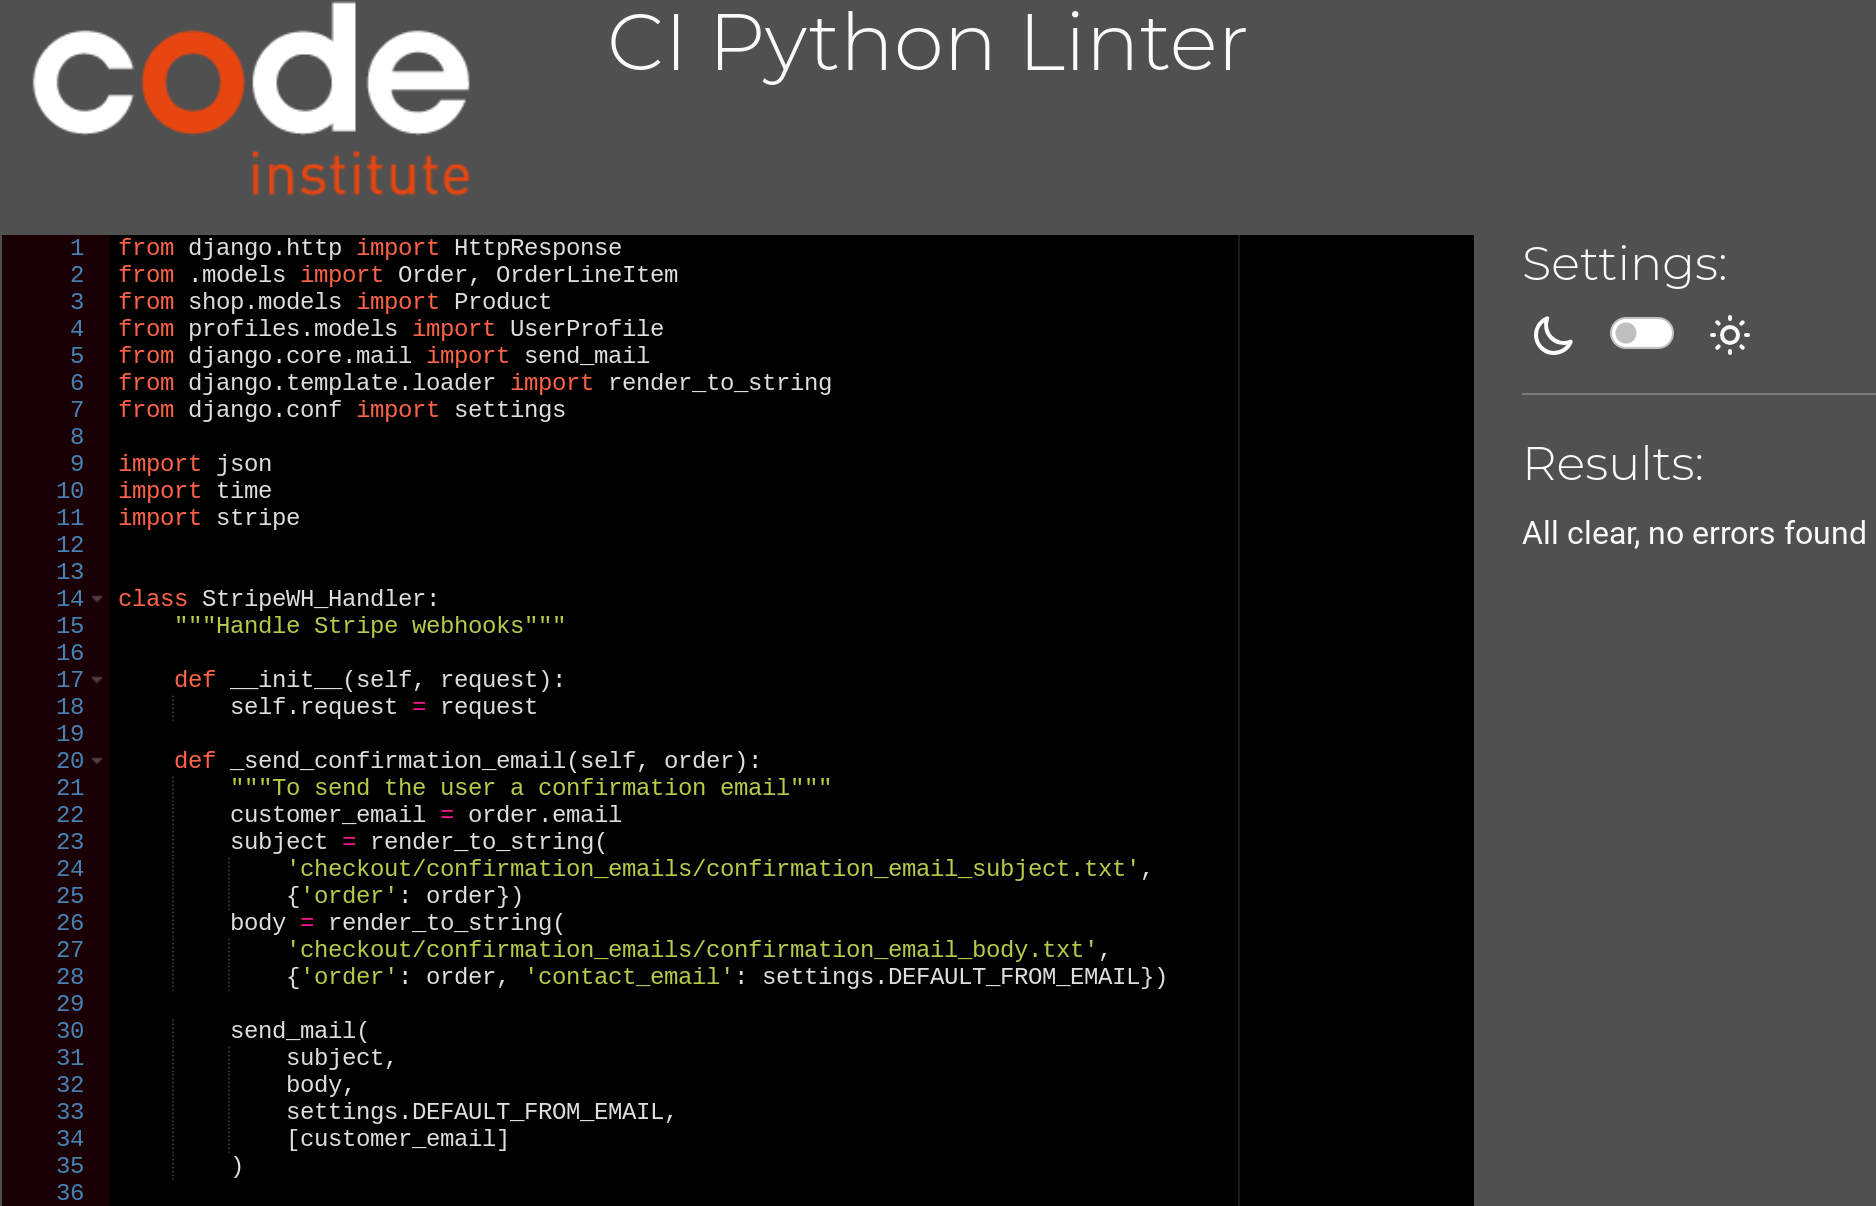 code
institute
CI Python Linter
1 from django.http import HttpResponse
2 from .models import Order, OrderLineItem
3 from shop.models import Product
4 from profiles.models import UserProfile
5 from django.core.mail import send_mail
6 from django.template.loader import render_to_string
7 from django.conf import settings
8
9 import json
10 import time
11 import stripe
12
13
14 class StripeWH_Handler:
15     """Handle Stripe webhooks"""
16
17     def __init__(self, request):
18         self.request = request
19
20     def _send_confirmation_email(self, order):
21         """To send the user a confirmation email"""
22         customer_email = order.email
23         subject = render_to_string(
24             'checkout/confirmation_emails/confirmation_email_subject.txt',
25             {'order': order})
26         body = render_to_string(
27             'checkout/confirmation_emails/confirmation_email_body.txt',
28             {'order': order, 'contact_email': settings.DEFAULT_FROM_EMAIL})
29
30         send_mail(
31             subject,
32             body,
33             settings.DEFAULT_FROM_EMAIL,
34             [customer_email]
35         )
36
Settings:
Results:
All clear, no errors found